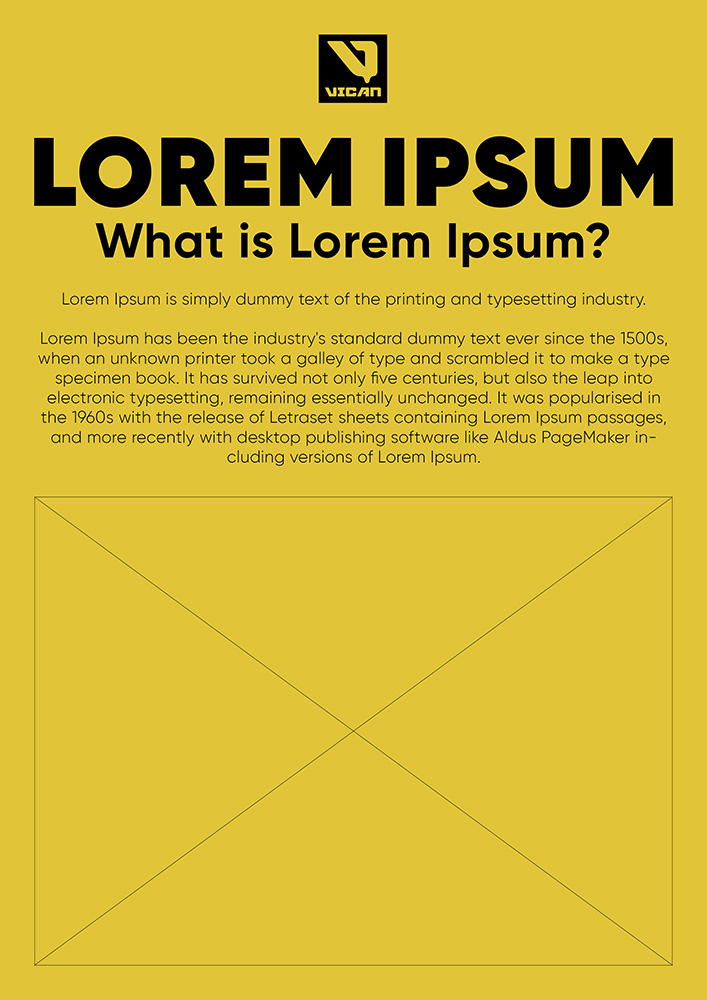 VICAN
LOREM IPSUM
What is Lorem Ipsum?
Lorem Ipsum is simply dummy text of the printing and typesetting industry.
Lorem Ipsum has been the industry's standard dummy text ever since the 1500s,
when an unknown printer took a galley of type and scrambled it to make a type
specimen book. It has survived not only five centuries, but also the leap into
electronic typesetting, remaining essentially unchanged. It was popularised in
the 1960s with the release of Letraset sheets containing Lorem Ipsum passages,
and more recently with desktop publishing software like Aldus PageMaker in-
cluding versions of Lorem Ipsum.